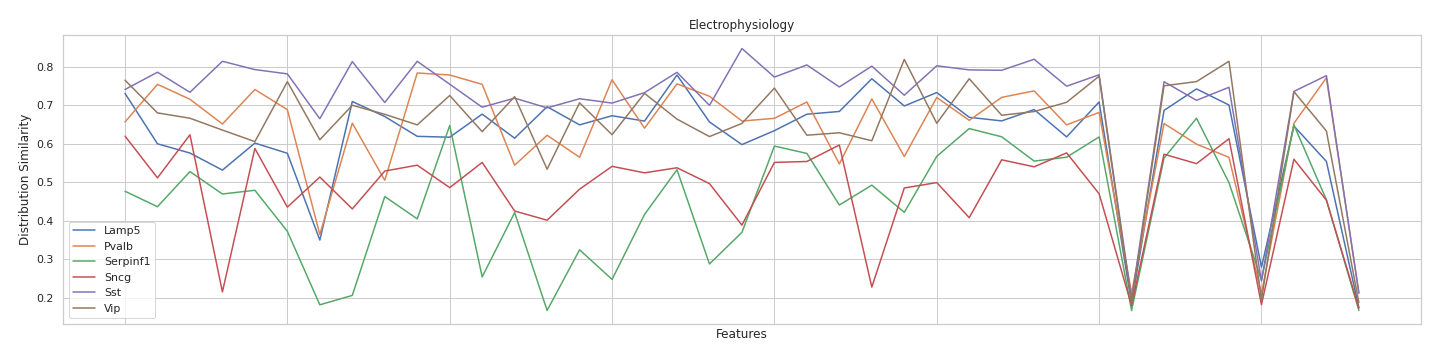 Electrophysiology
Distribution Similarity
0.8
0.7
0.6
0.5
0.4
0.3
0.2
Lamp5
Pvalb
Serpinf1
Sncg
Sst
Vip
Features